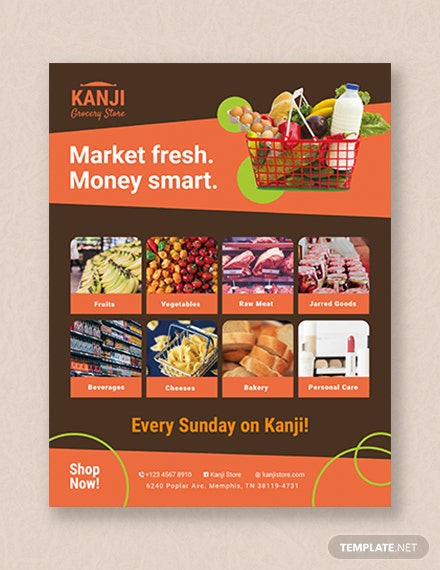 KANJI
Grocery Store
Market fresh.
Money smart.
Fruits
Vegetables
Raw Meat
Jarred Goods
Beverages
Cheeses
Bakery
Personal Care
Every Sunday on Kanji!
Shop
Now!
+123 4567 8910 Kanji Store kanjistore.com
6240 Poplar Ave. Memphis, TN 38119-4731
TEMPLATE.NET